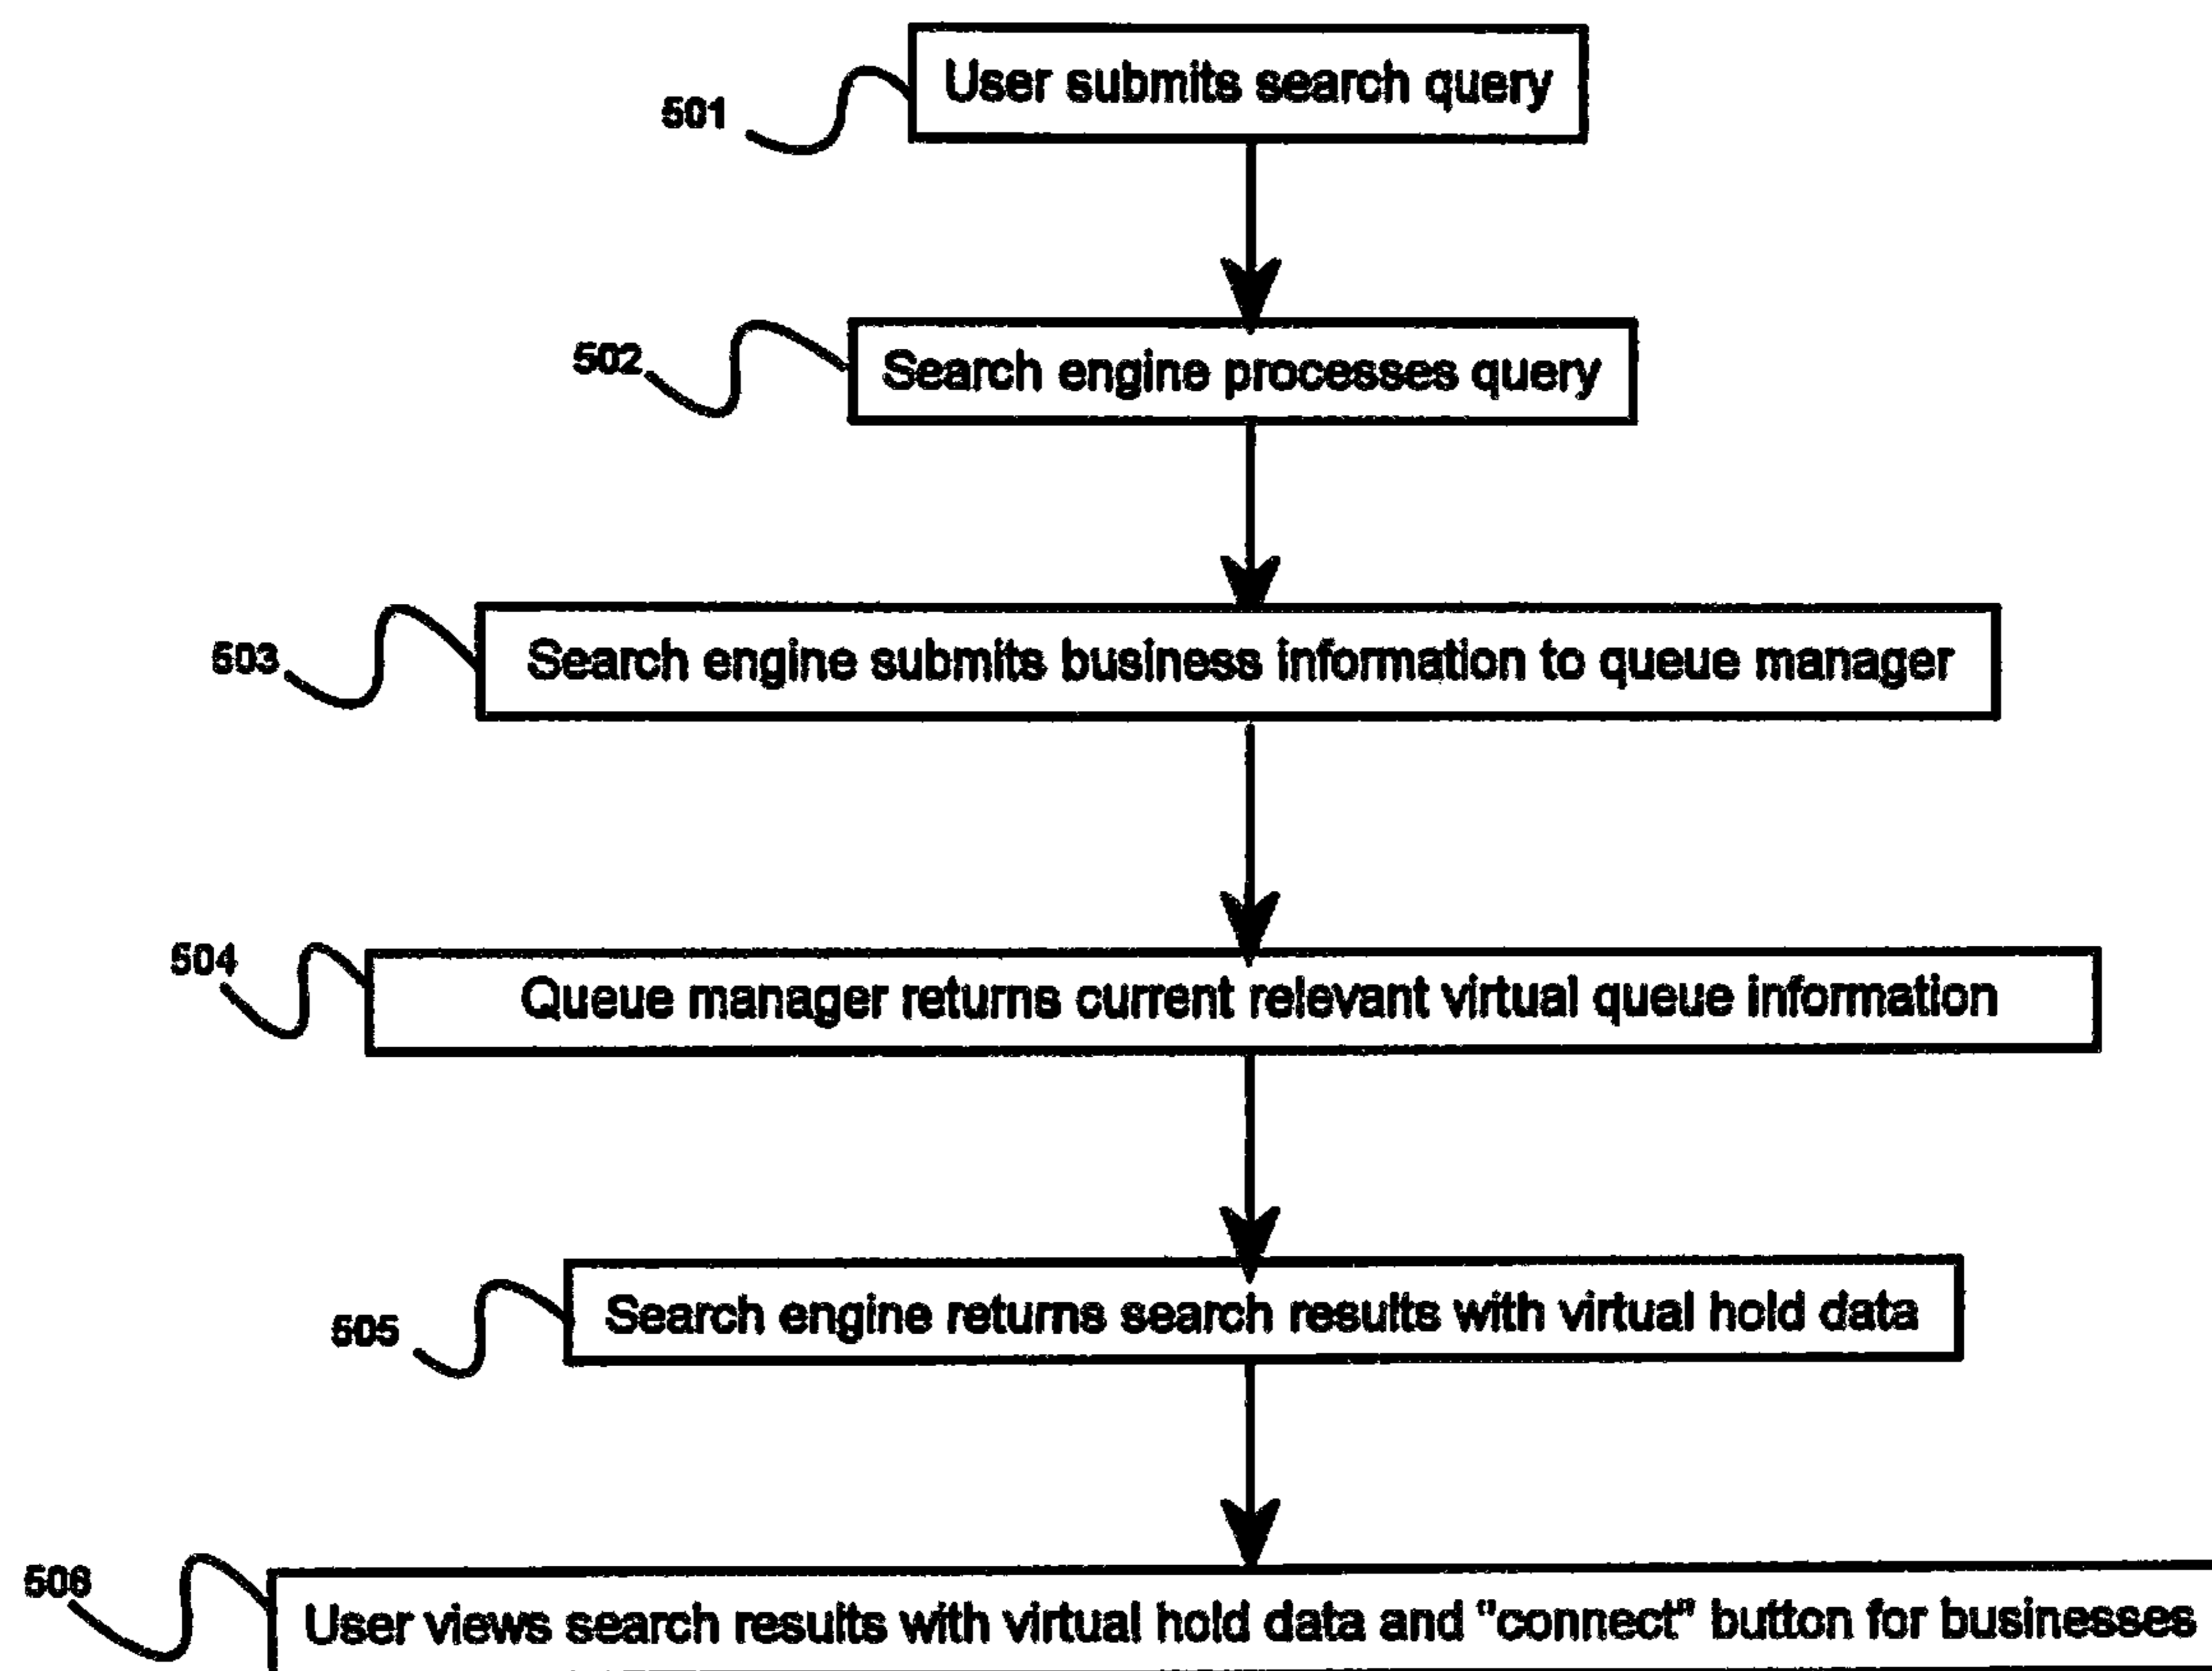 User submits search query
501
Search engine processes query
502
Search engine submits business information to queue manager
503
504
Queue manager returns current relevant virtual queue information
Search engine returns search results with virtual hold data
505
506
User views search results with virtual hold data and "connect" button for businesses